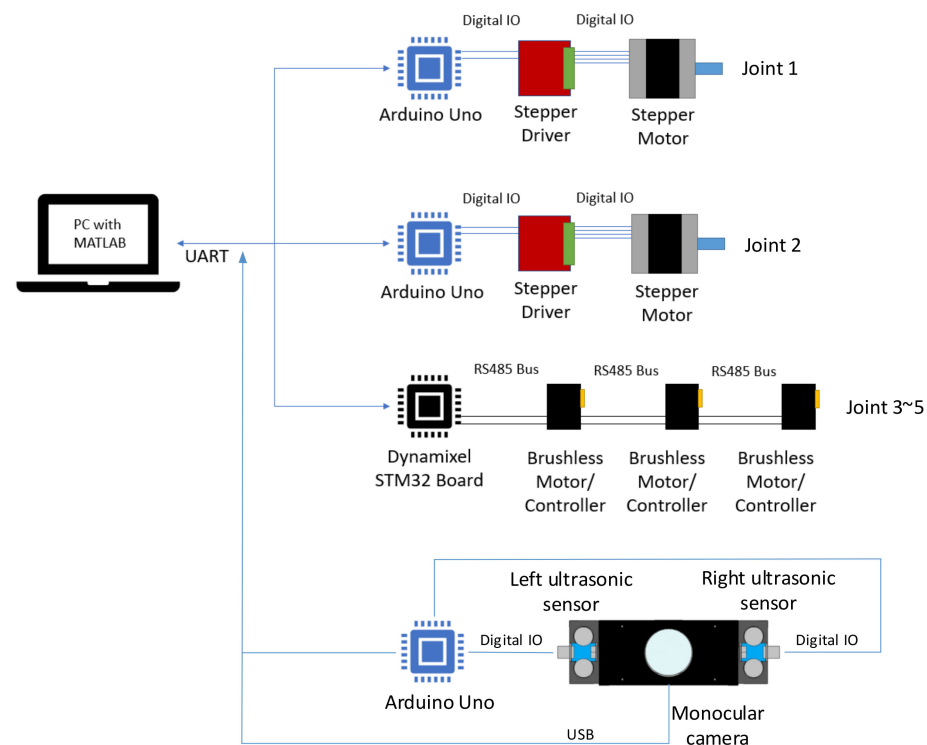 Digital IO
Digital IO
Joint 1
Arduino Uno
Stepper
Driver
Stepper
Motor
PC with
MATLAB
UART
Digital IO
Digital IO
Joint 2
Arduino Uno
Stepper
Driver
Stepper
Motor
RS485 Bus
RS485 Bus
RS485 Bus
Joint 3~5
Dynamixel
STM32 Board
Brushless
Motor/
Controller
Brushless
Motor/
Controller
Brushless
Motor/
Controller
Left ultrasonic
sensor
Right ultrasonic
sensor
Digital IO
Digital IO
Arduino Uno
Monocular
camera
USB